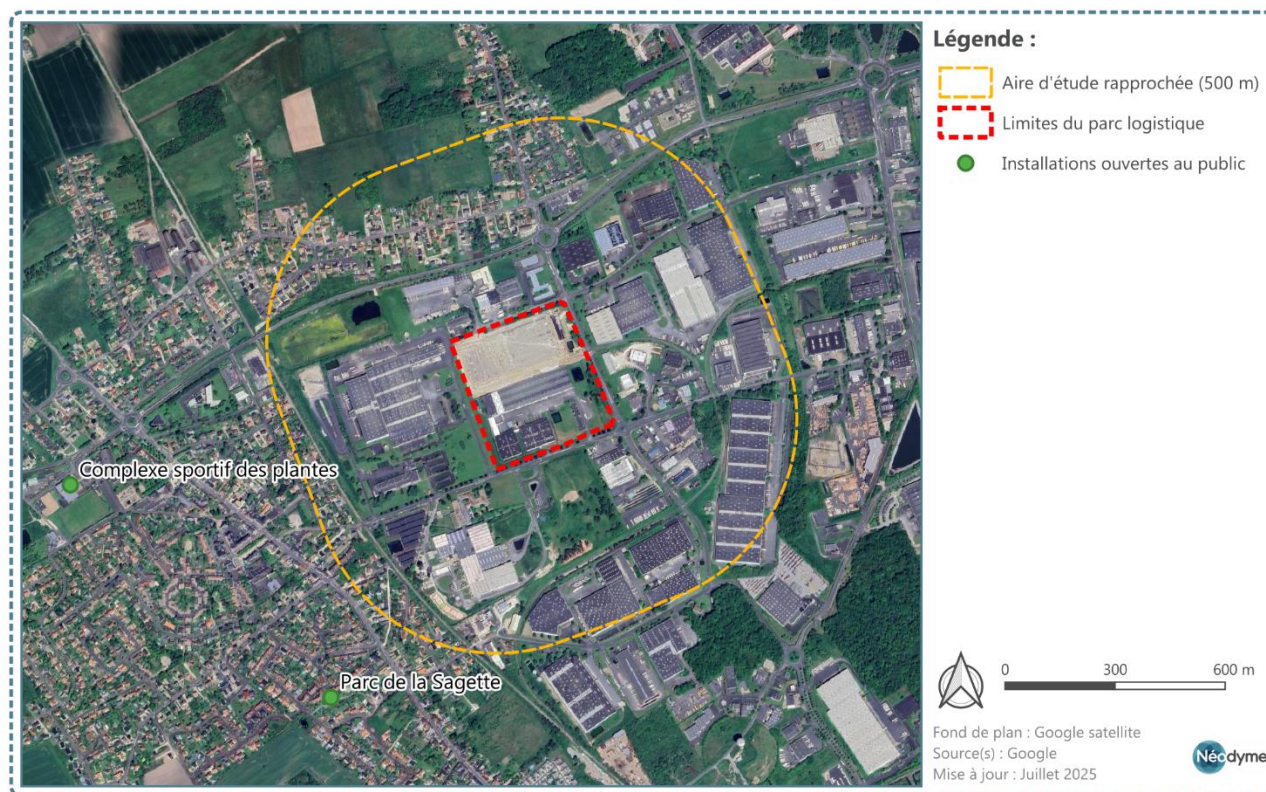 Légende :
Aire d'étude rapprochée (500 m)
Limites du parc logistique
Installations ouvertes au public
Complexe sportif des plantes
Parc de la Sagette
0 300 600 m
Fond de plan : Google satellite
Source(s) : Google
Mise à jour : Juillet 2025
Néodyme